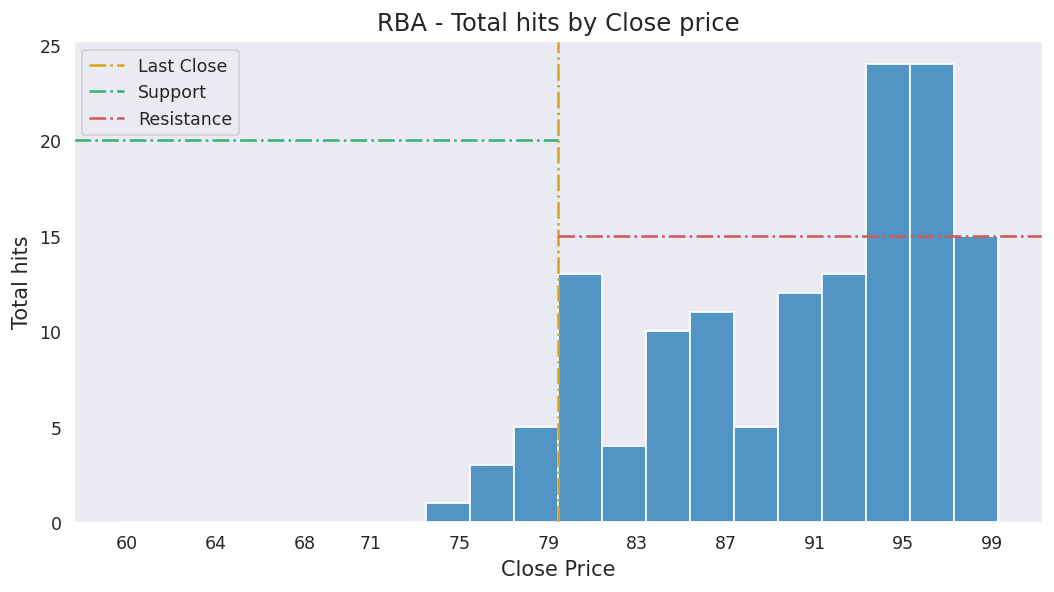 RBA - Total hits by Close price
25
20
15
10
5
0
Total hits
Last Close
Support
Resistance
60 64 68 71 75 79 83 87 91 95 99
Close Price